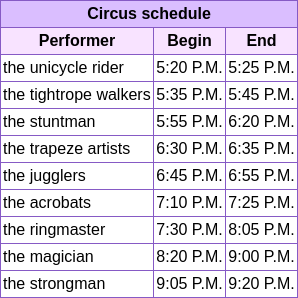 Circus schedule
Performer Begin End
the unicycle rider 5:20 P.M. 5:25 P.M.
the tightrope walkers 5:35 P.M. 5:45 P.M.
the stuntman 5:55 P.M. 6:20 P.M.
the trapeze artists 6:30 P.M. 6:35 P.M.
the jugglers 6:45 P.M. 6:55 P.M.
the acrobats 7:10 P.M. 7:25 P.M.
the ringmaster 7:30 P.M. 8:05 P.M.
the magician 8:20 P.M. 9:00 P.M.
the strongman 9:05 P.M. 9:20 P.M.